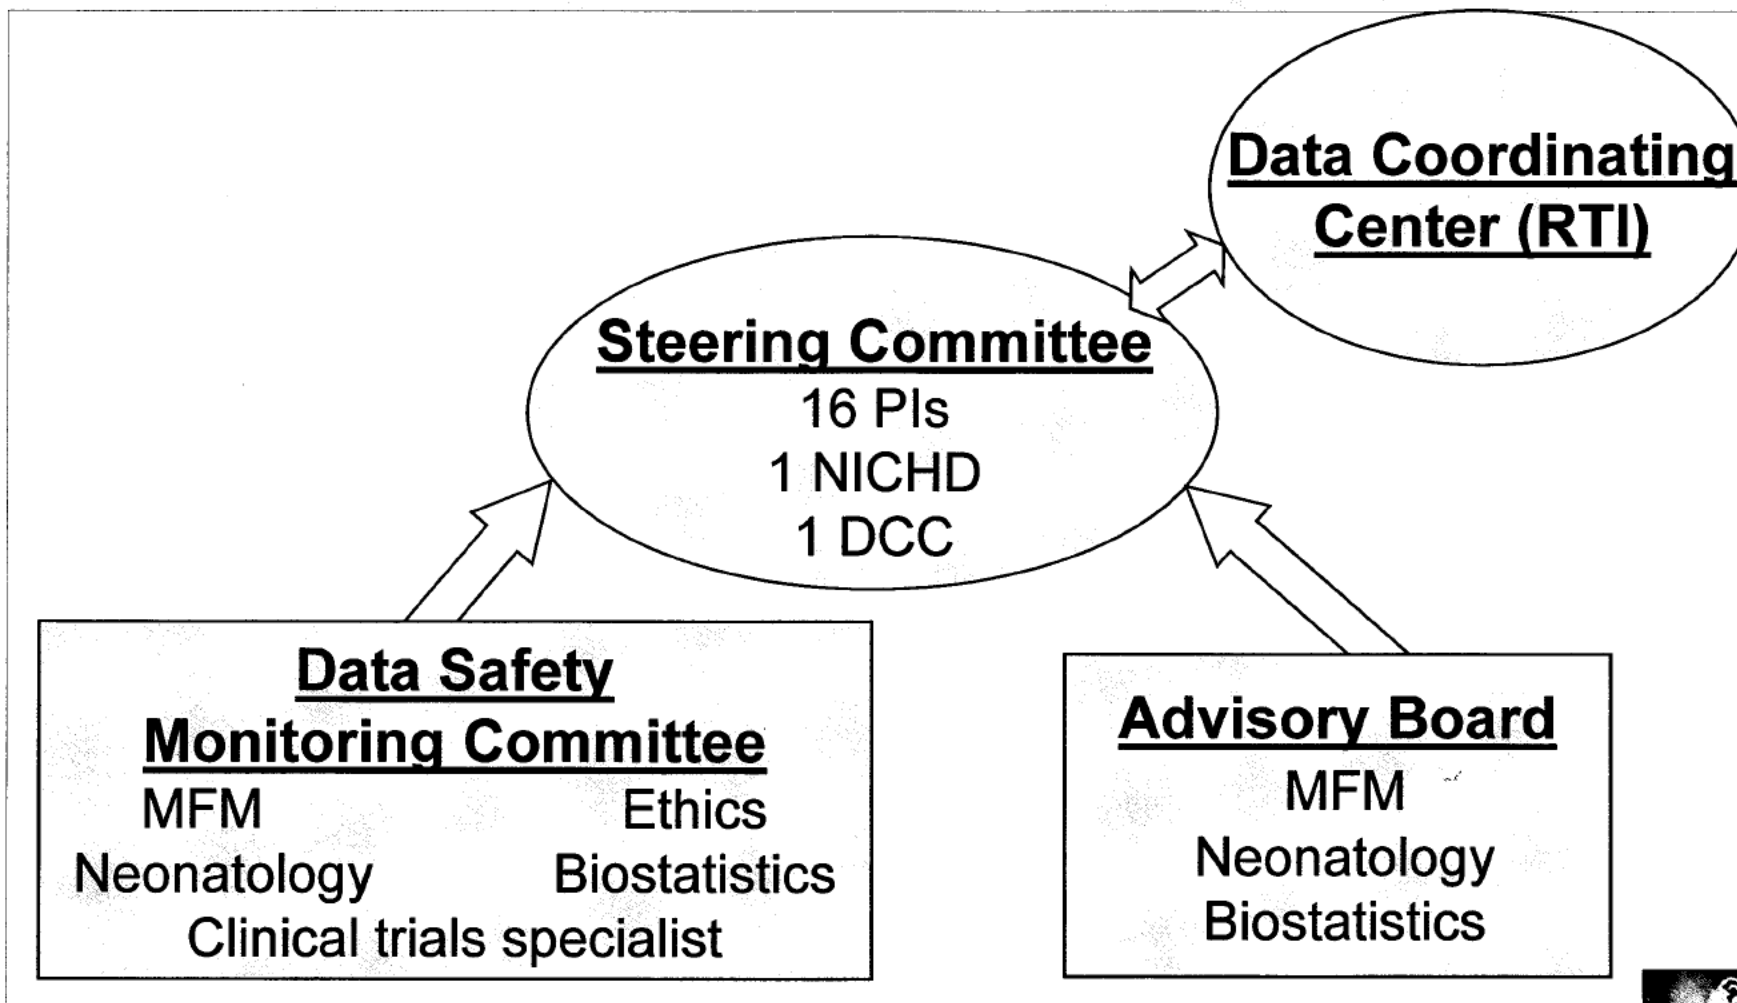 Data Coordinating
Center (RTI)
Steering Committee
16 PIs
1 NICHD
1 DCC
Data Safety
Monitoring Committee
MFM Ethics
Neonatology Biostatistics
Clinical trials specialist
Advisory Board
MFM
Neonatology
Biostatistics